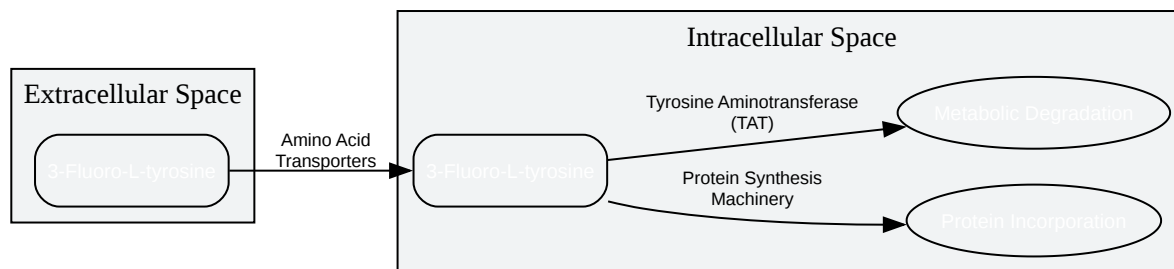 Intracellular Space
Extracellular Space
3-Fluoro-L-tyrosine
Amino Acid
Transporters
3-Fluoro-L-tyrosine
Tyrosine Aminotransferase
(TAT)
Metabolic Degradation
Protein Synthesis
Machinery
Protein Incorporation